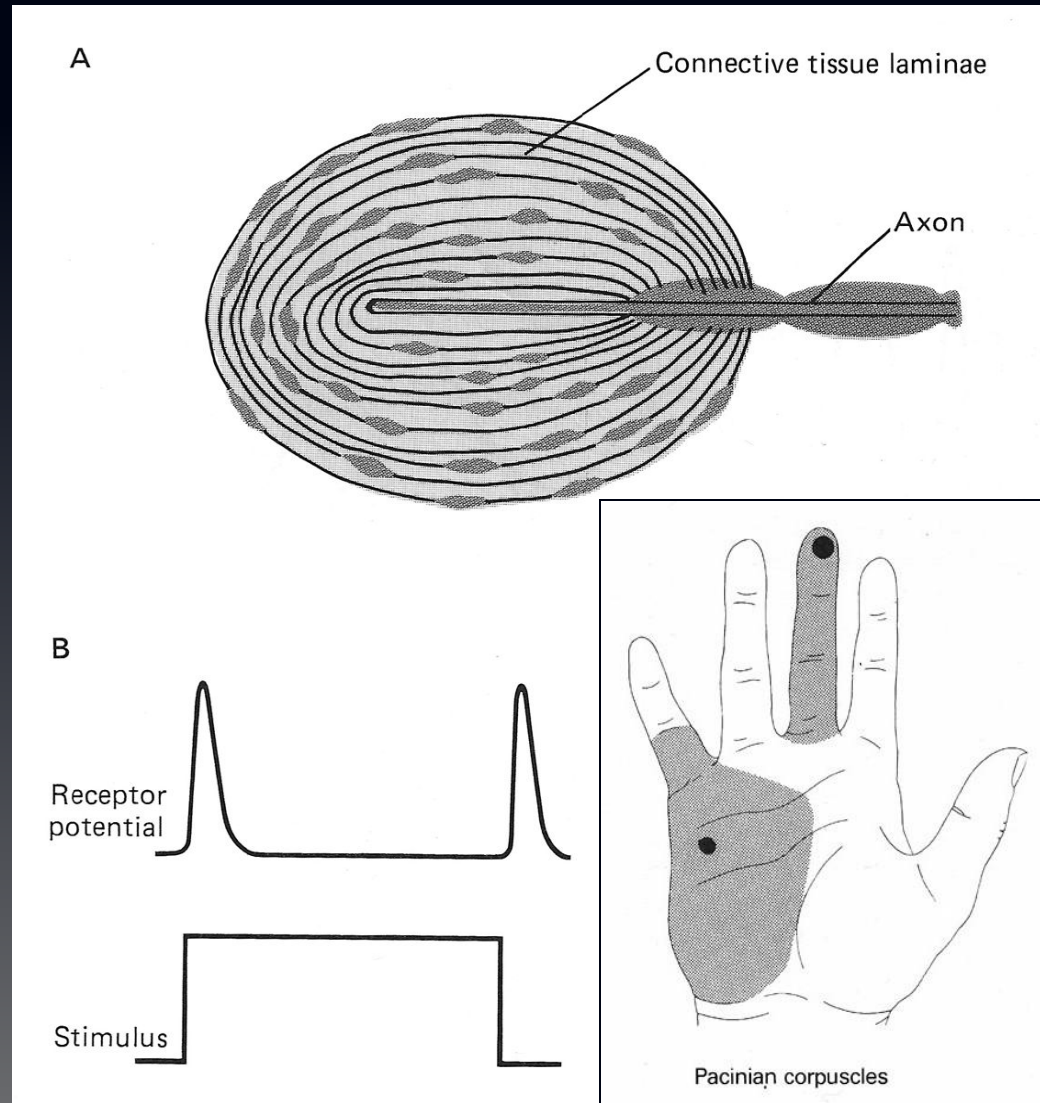 A
Connective tissue laminae
Axon
B
Receptor
potential
Stimulus
Pacinian corpuscles